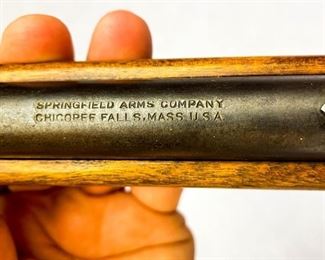 SPRINGFIELD ARMS COMPANY
CHICOPEE FALLS, MASS. U.S.A.